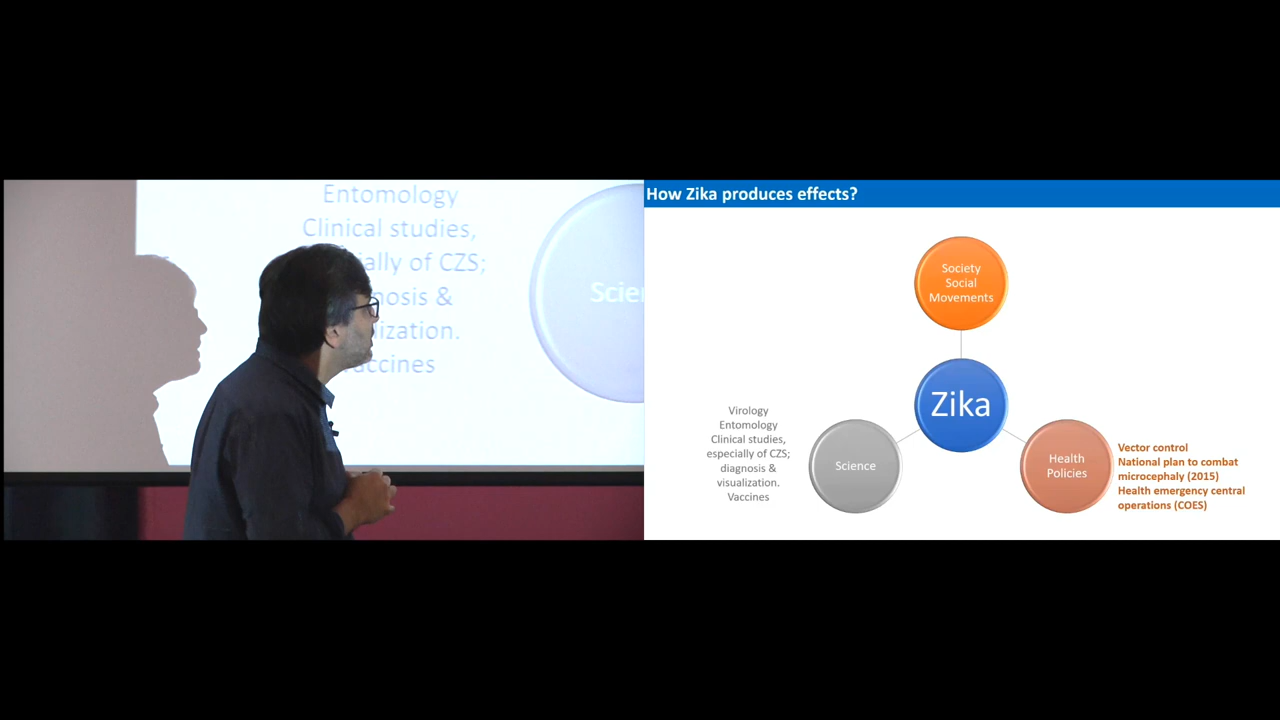 Entomology
Clinical studies,
ially of CZS;
nosis &
ization.
accines
Scien
How Zika produces effects?
Society
Social
Movements
Zika
Virology
Entomology
Clinical studies,
especially of CZS;
diagnosis &
visualization.
Vaccines
Science
Health
Policies
Vector control
National plan to combat
microcephaly (2015)
Health emergency central
operations (COES)